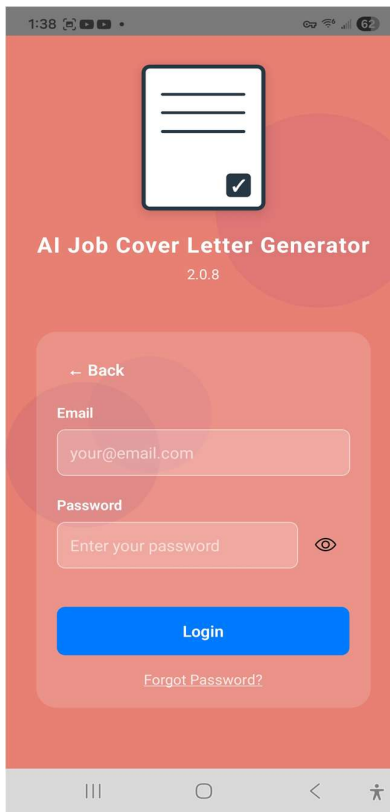 1:38
62
AI Job Cover Letter Generator
2.0.8
← Back
Email
your@email.com
Password
Enter your password
Login
Forgot Password?